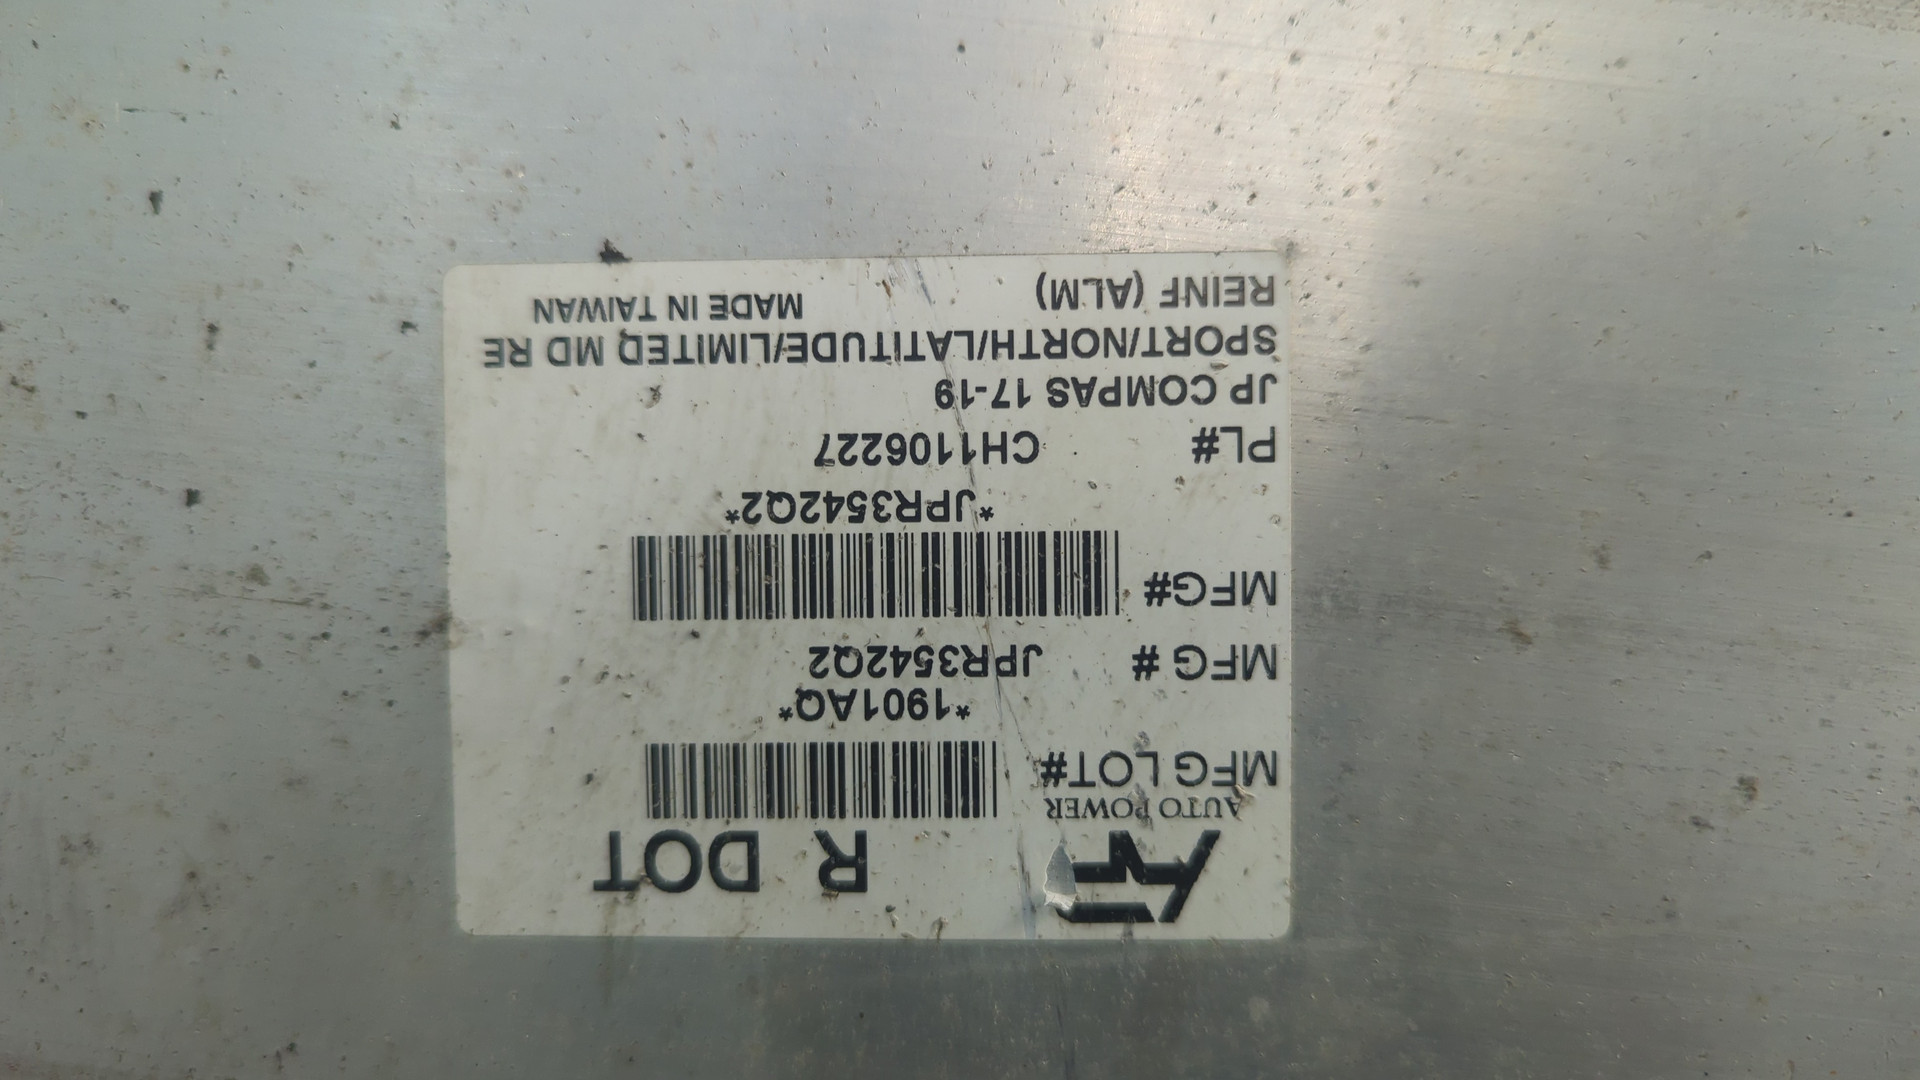 AP R DOT
AUTO POWER
MFG LOT#
*1901AQ*
MFG # JPR3542Q2
MFG#
*JPR3542Q2*
PL# CH1106227
JP COMPAS 17-19
SPORT/NORTH/LATITUDE/LIMITED MD RE
REINF (ALM) MADE IN TAIWAN